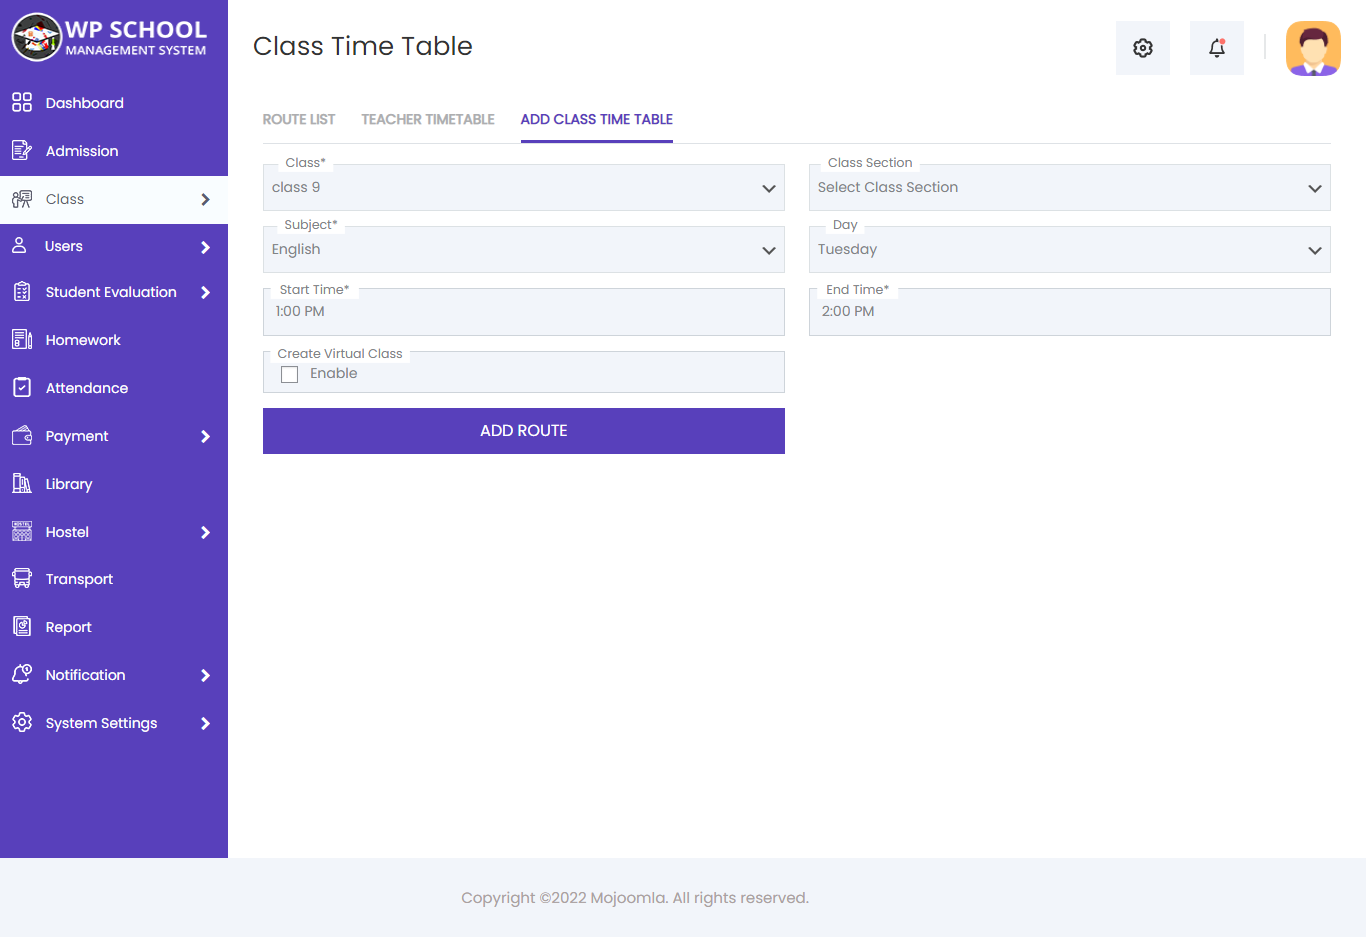 WP SCHOOL
MANAGEMENT SYSTEM
Dashboard
Admission
Class
Users
Student Evaluation
Homework
Attendance
Payment
Library
HOSTEL
Hostel
Transport
Report
Notification
System Settings
Class Time Table
ROUTE LIST TEACHER TIMETABLE ADD CLASS TIME TABLE
Class*
class 9
Class Section
Select Class Section
Subject*
English
Day
Tuesday
Start Time*
1:00 PM
End Time*
2:00 PM
Create Virtual Class
Enable
ADD ROUTE
Copyright ©2022 Mojoomla. All rights reserved.